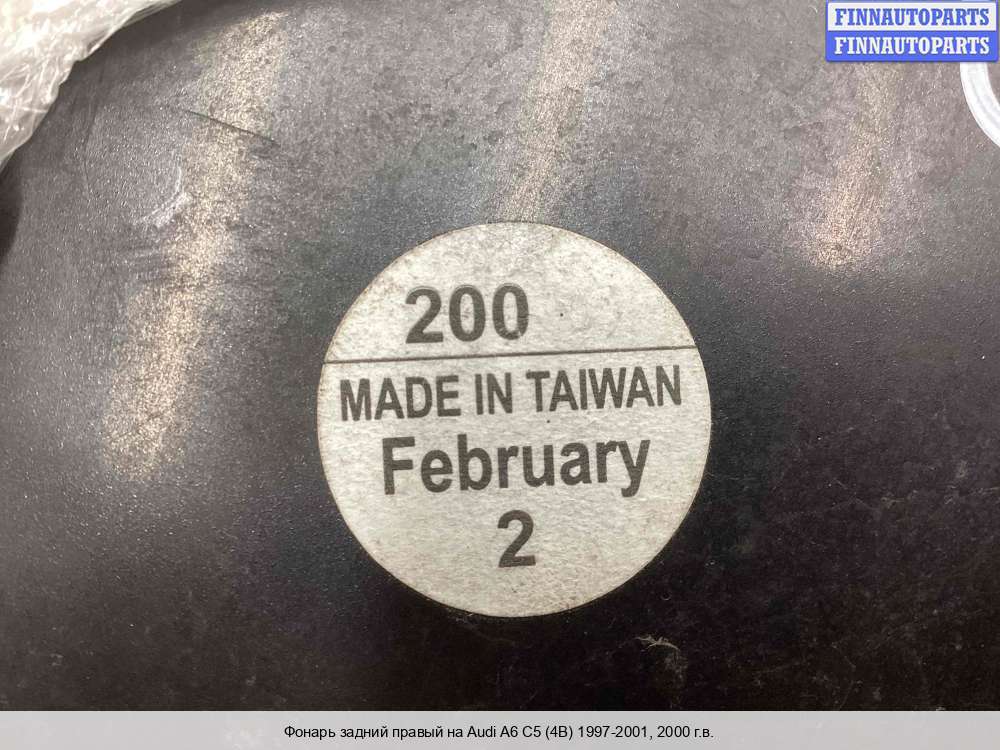 FINNAUTOPARTS
FINNAUTOPARTS
200
MADE IN TAIWAN
February
2
Фонарь задний правый на Audi A6 C5 (4B) 1997-2001, 2000 г.в.